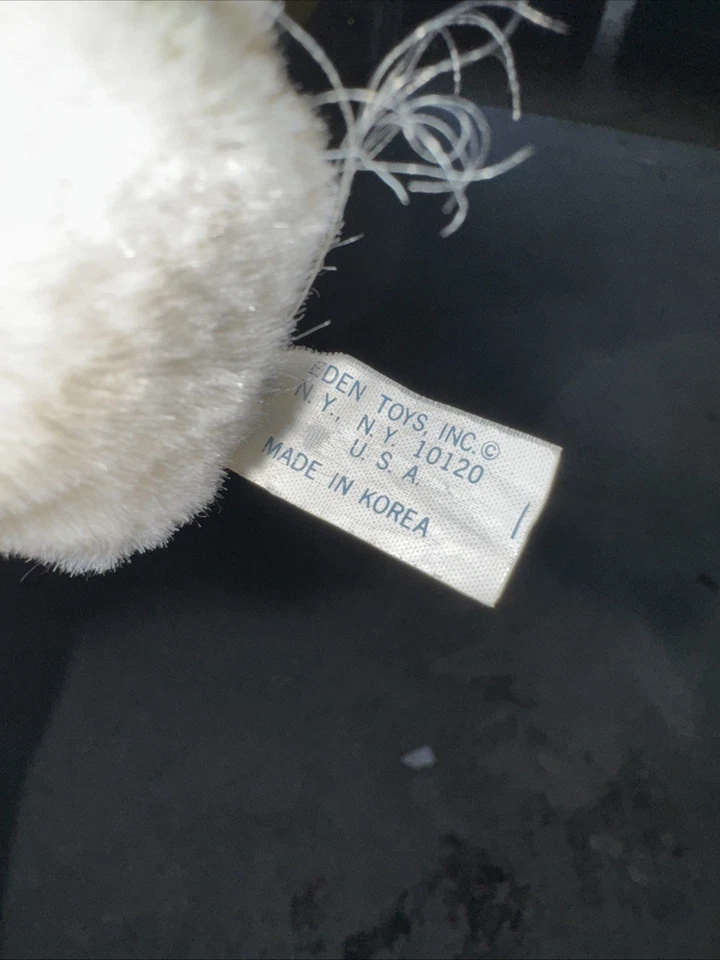 EDEN TOYS, INC.©
N.Y., N.Y. 10120
U.S.A.
MADE IN KOREA